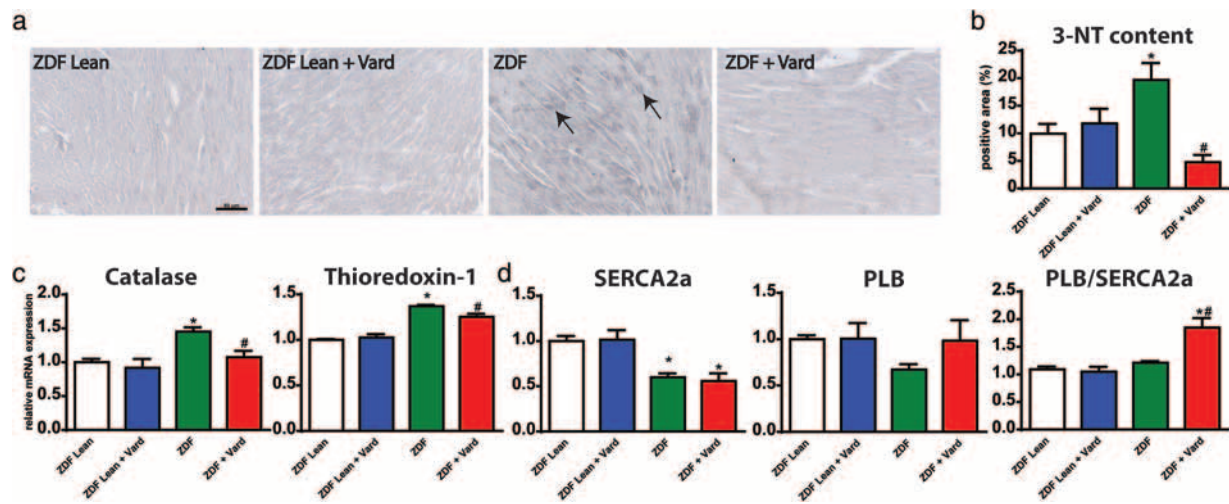 a
ZDF Lean
ZDF Lean + Vard
ZDF
ZDF + Vard
b
3-NT content
positive area (%)
25
20
15
10
5
0
*
#
ZDF Lean
ZDF Lean + Vard
ZDF
ZDF + Vard
c
Catalase
relative mRNA expression
2.0
1.5
1.0
0.5
0.0
*
#
ZDF Lean
ZDF Lean + Vard
ZDF
ZDF + Vard
Thioredoxin-1
1.5
1.0
0.5
0.0
*
#
ZDF Lean
ZDF Lean + Vard
ZDF
ZDF + Vard
d
SERCA2a
1.5
1.0
0.5
0.0
*
*
ZDF Lean
ZDF Lean + Vard
ZDF
ZDF + Vard
PLB
1.5
1.0
0.5
0.0
ZDF Lean
ZDF Lean + Vard
ZDF
ZDF + Vard
PLB/SERCA2a
2.5
2.0
1.5
1.0
0.5
0.0
*#
ZDF Lean
ZDF Lean + Vard
ZDF
ZDF + Vard